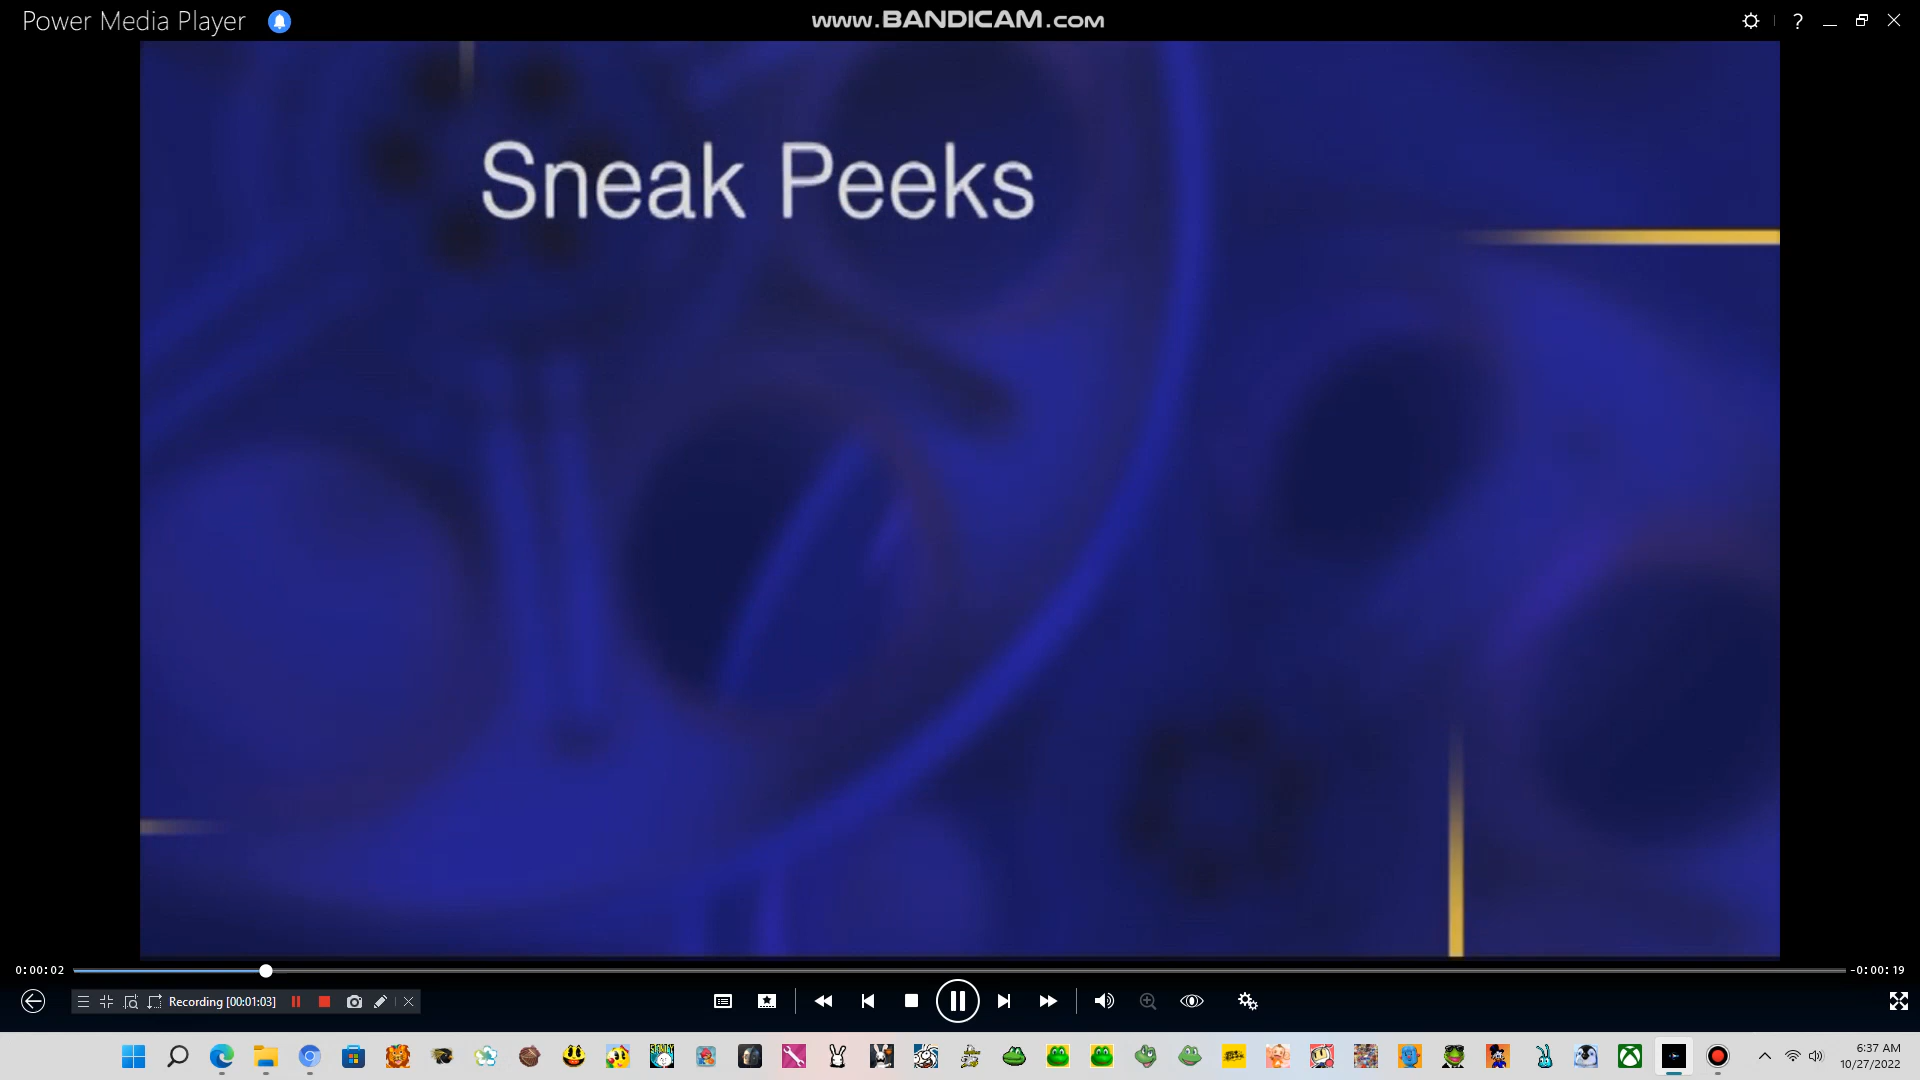 Power Media Player
www.BANDICAM.com
?
Sneak Peeks
0:00:02
-0:00:19
Recording [00:01:03]
6:37 AM
10/27/2022